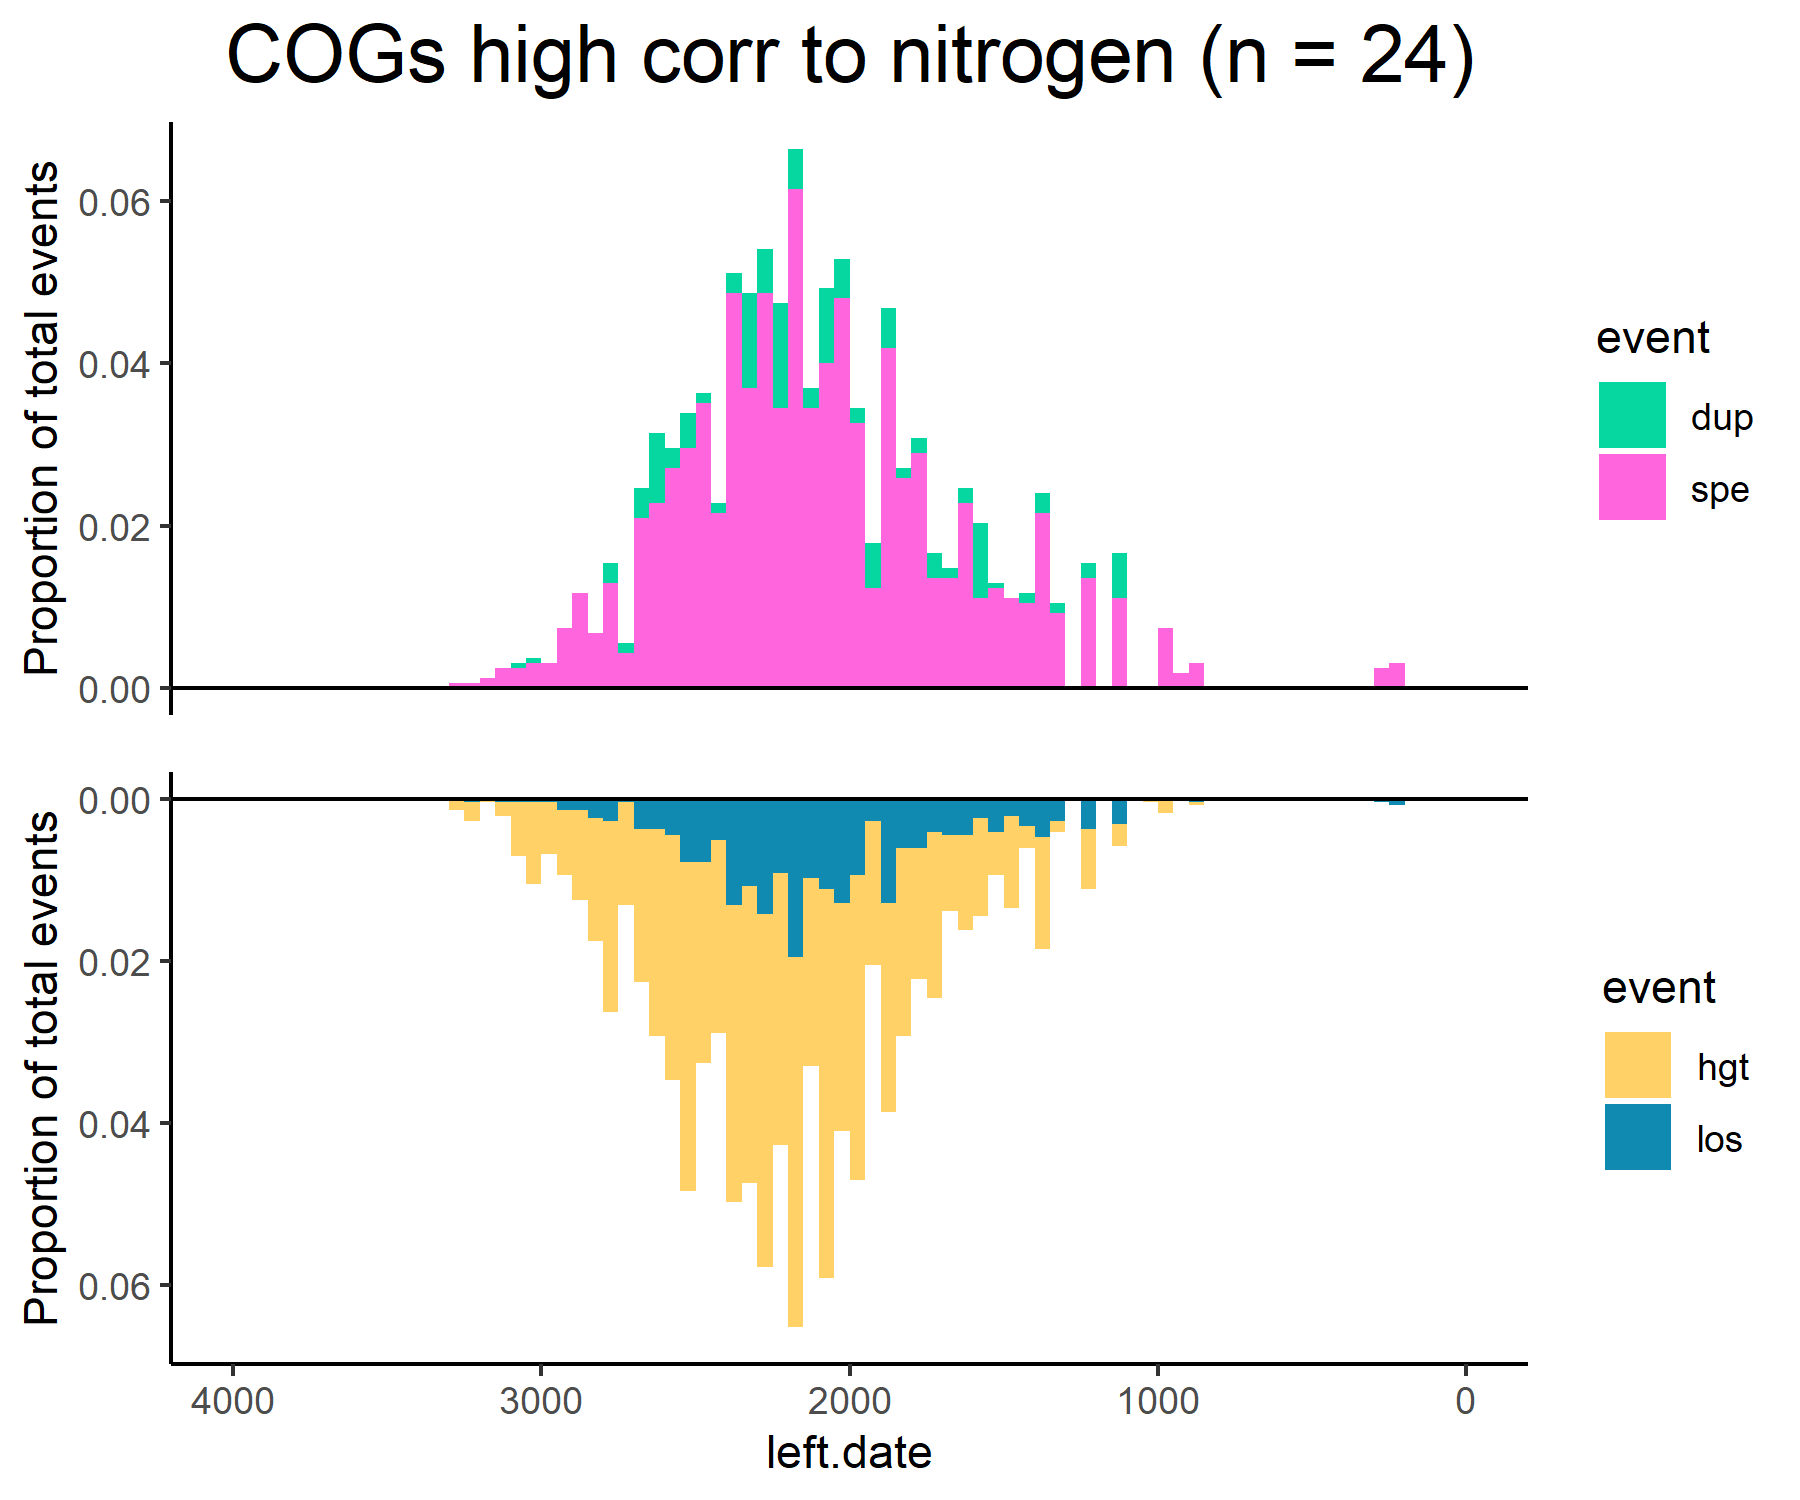 COGs high corr to nitrogen (n = 24)
Proportion of total events
0.06
0.04
0.02
0.00
event
dup
spe
Proportion of total events
0.00
0.02
0.04
0.06
event
hgt
los
4000 3000 2000 1000 0
left.date